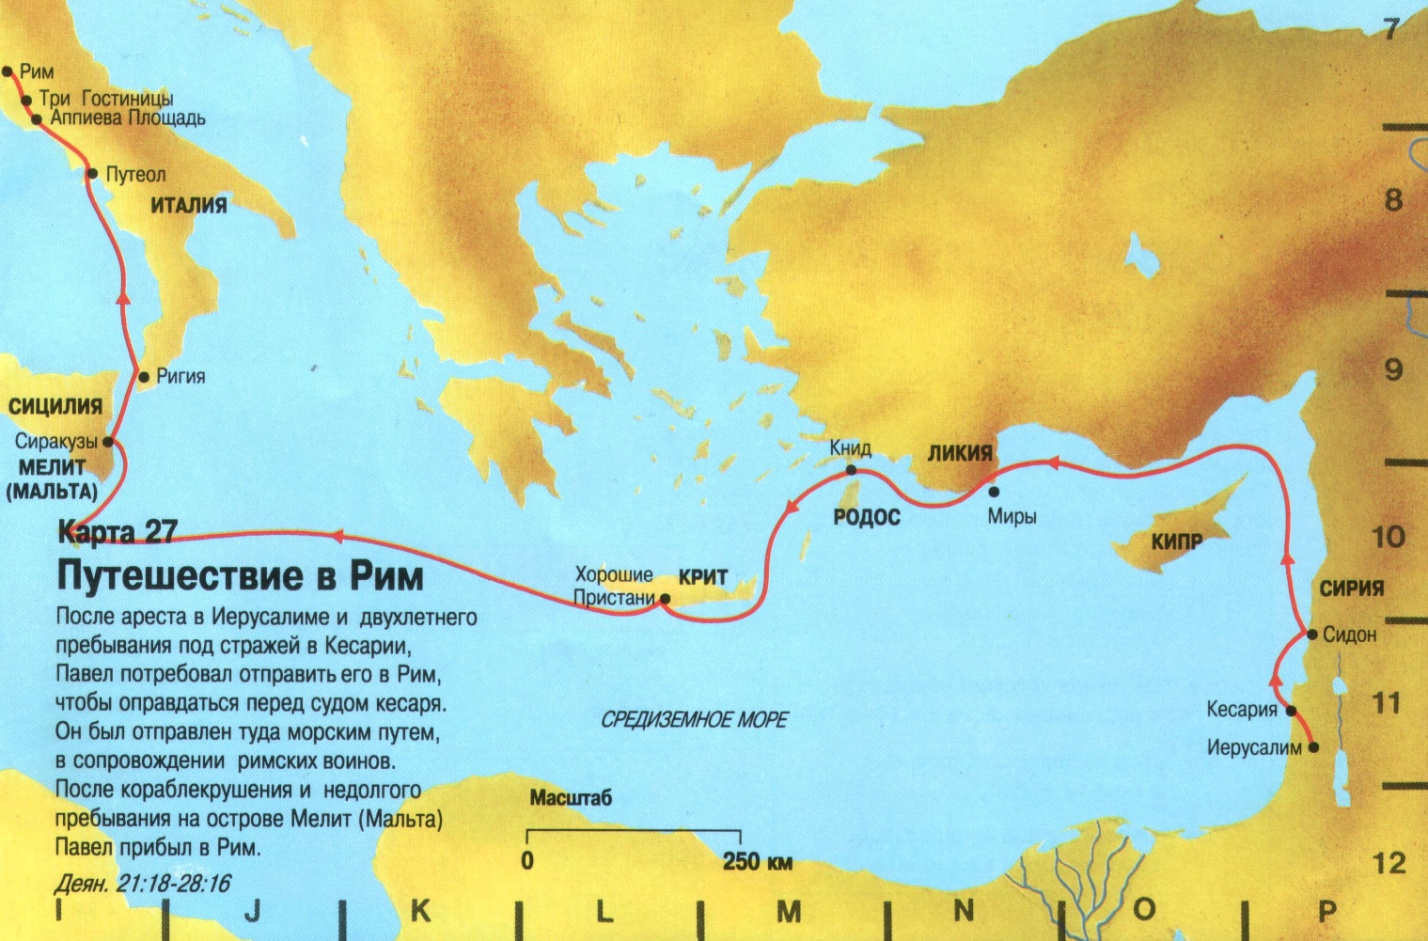 Рим
Три Гостиницы
Аппиева Площадь
Путеол
ИТАЛИЯ
Ригия
СИЦИЛИЯ
Сиракузы
МЕЛИТ
(МАЛЬТА)
Книд
ЛИКИЯ
РОДОС
Миры
КИПР
Хорошие
Пристани
КРИТ
СИРИЯ
Сидон
Кесария
Иерусалим
СРЕДИЗЕМНОЕ МОРЕ
Карта 27
Путешествие в Рим
После ареста в Иерусалиме и двухлетнего
пребывания под стражей в Кесарии,
Павел потребовал отправить его в Рим,
чтобы оправдаться перед судом кесаря.
Он был отправлен туда морским путем,
в сопровождении римских воинов.
После кораблекрушения и недолгого
пребывания на острове Мелит (Мальта)
Павел прибыл в Рим.
Деян. 21:18-28:16
Масштаб
0 250 км
7
8
9
10
11
12
I J K L M N O P